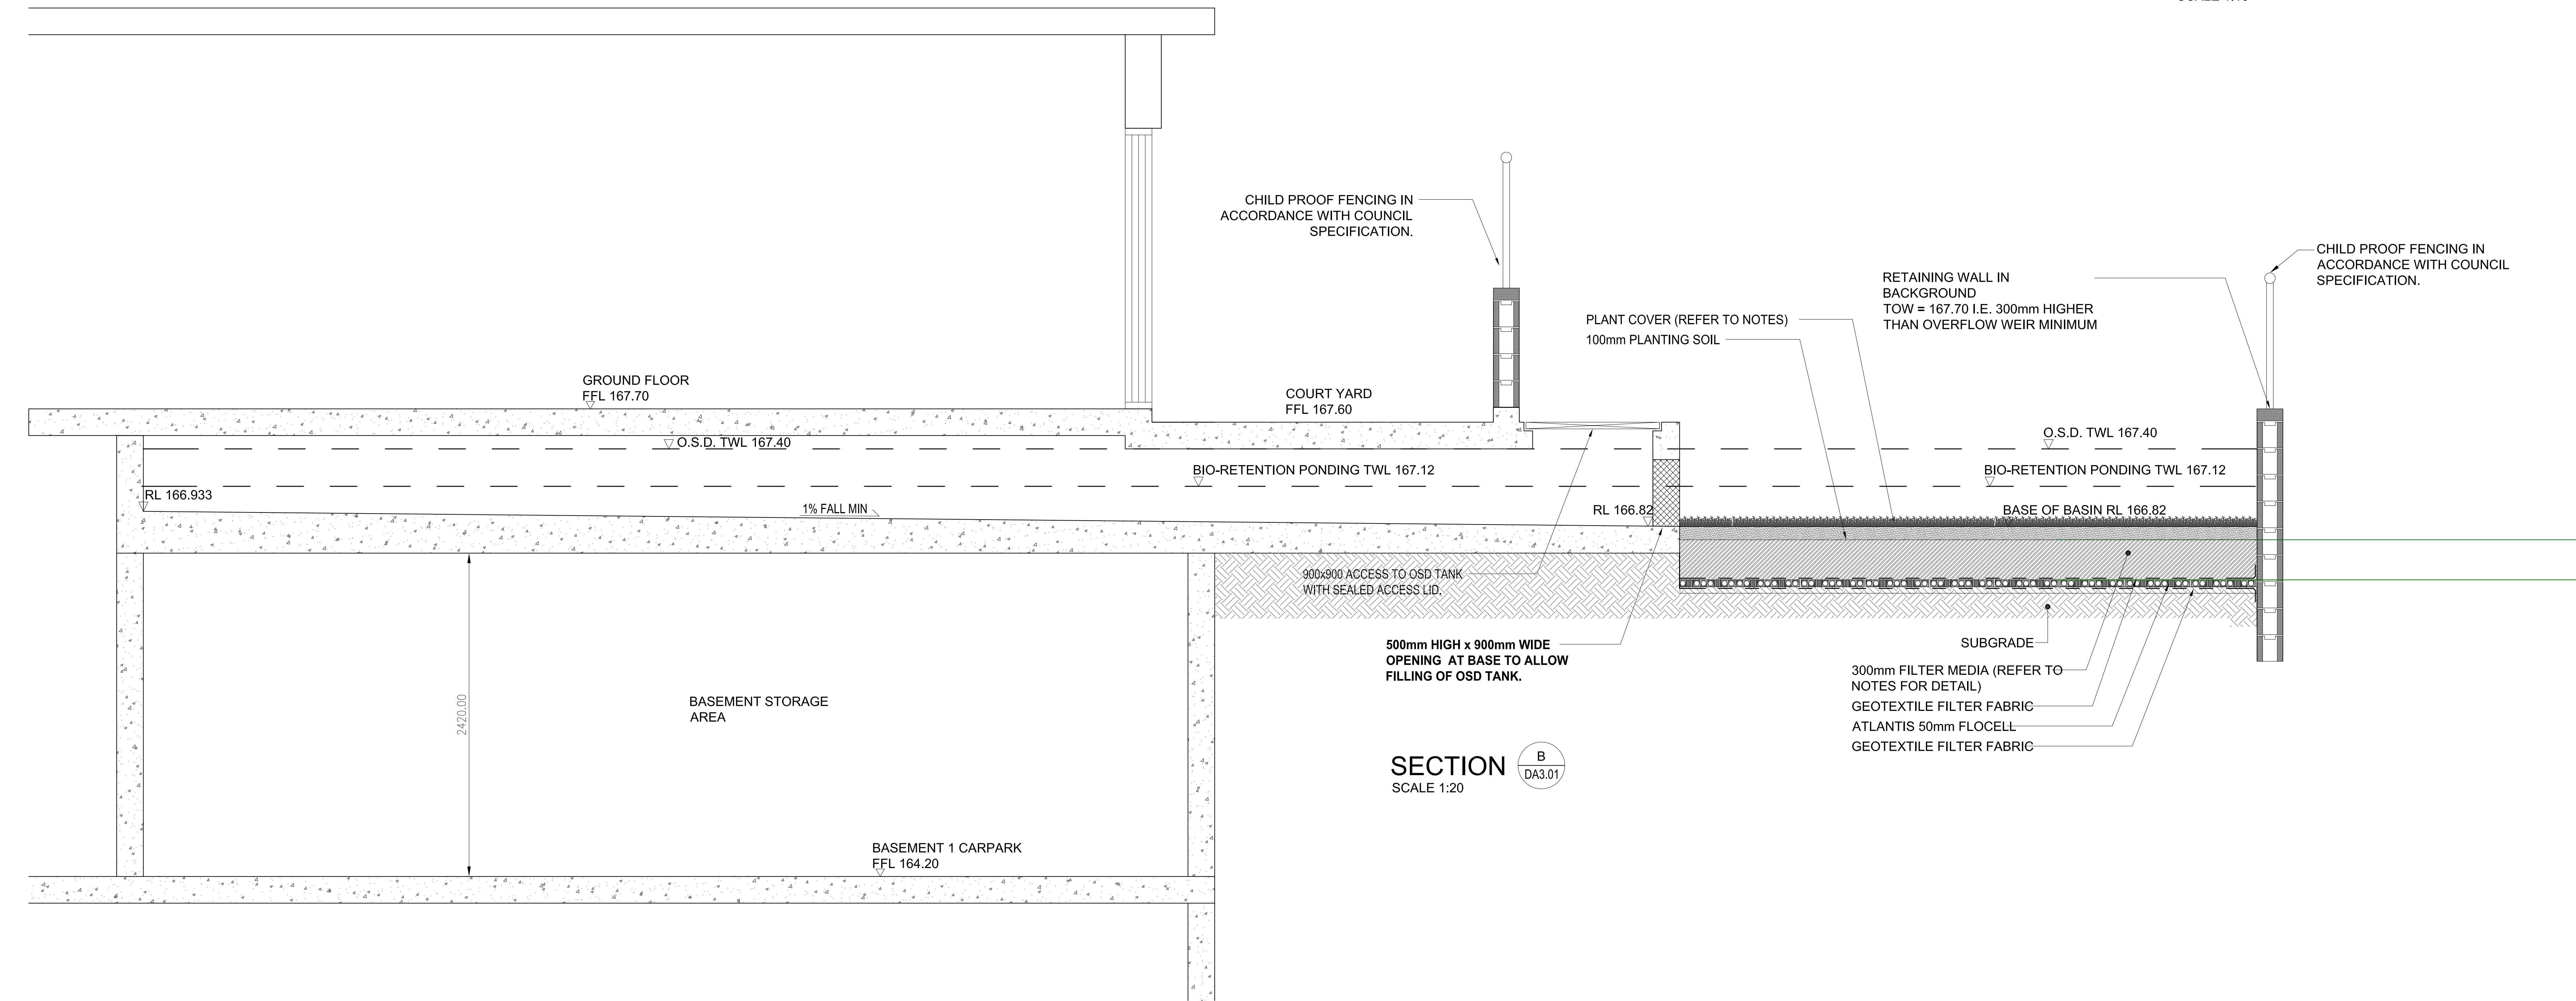 CHILD PROOF FENCING IN
ACCORDANCE WITH COUNCIL
SPECIFICATION.
CHILD PROOF FENCING IN
ACCORDANCE WITH COUNCIL
SPECIFICATION.
RETAINING WALL IN
BACKGROUND
TOW = 167.70 I.E. 300mm HIGHER
THAN OVERFLOW WEIR MINIMUM
PLANT COVER (REFER TO NOTES)
100mm PLANTING SOIL
GROUND FLOOR
FFL 167.70
COURT YARD
FFL 167.60
O.S.D. TWL 167.40
O.S.D. TWL 167.40
BIO-RETENTION PONDING TWL 167.12
BIO-RETENTION PONDING TWL 167.12
RL 166.933
1% FALL MIN
RL 166.82
BASE OF BASIN RL 166.82
900x900 ACCESS TO OSD TANK
WITH SEALED ACCESS LID.
500mm HIGH x 900mm WIDE
OPENING AT BASE TO ALLOW
FILLING OF OSD TANK.
SUBGRADE
300mm FILTER MEDIA (REFER TO
NOTES FOR DETAIL)
GEOTEXTILE FILTER FABRIC
ATLANTIS 50mm FLOCELL
GEOTEXTILE FILTER FABRIC
2420.00
BASEMENT STORAGE
AREA
SECTION
B
DA3.01
SCALE 1:20
BASEMENT 1 CARPARK
FFL 164.20